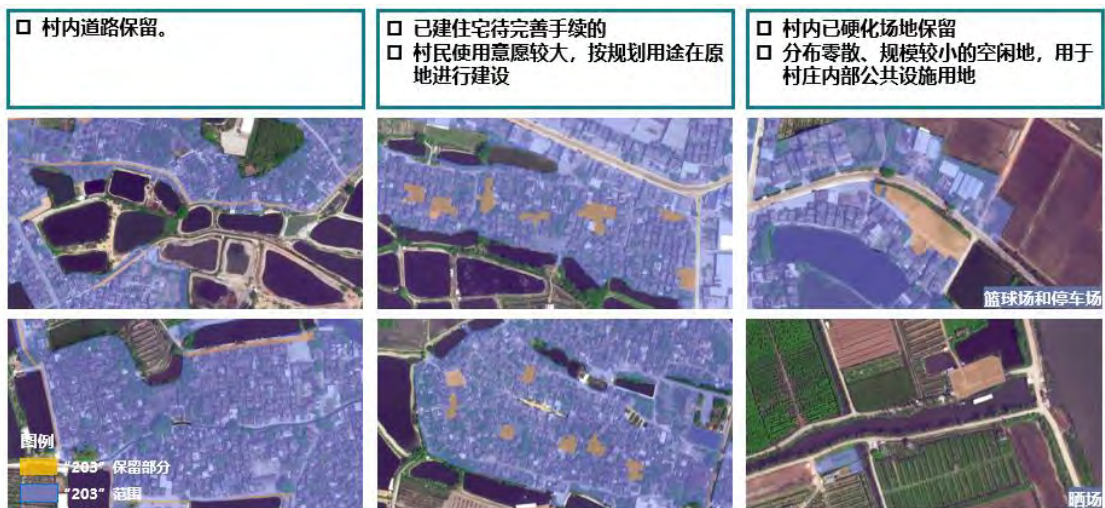 □ 村内道路保留。
□ 已建住宅待完善手续的
□ 村民使用意愿较大，按规划用途在原
地进行建设
□ 村内已硬化场地保留
□ 分布零散、规模较小的空闲地，用于
村庄内部公共设施用地
篮球场和停车场
图例
“203”保留部分
“203”范围
晒场